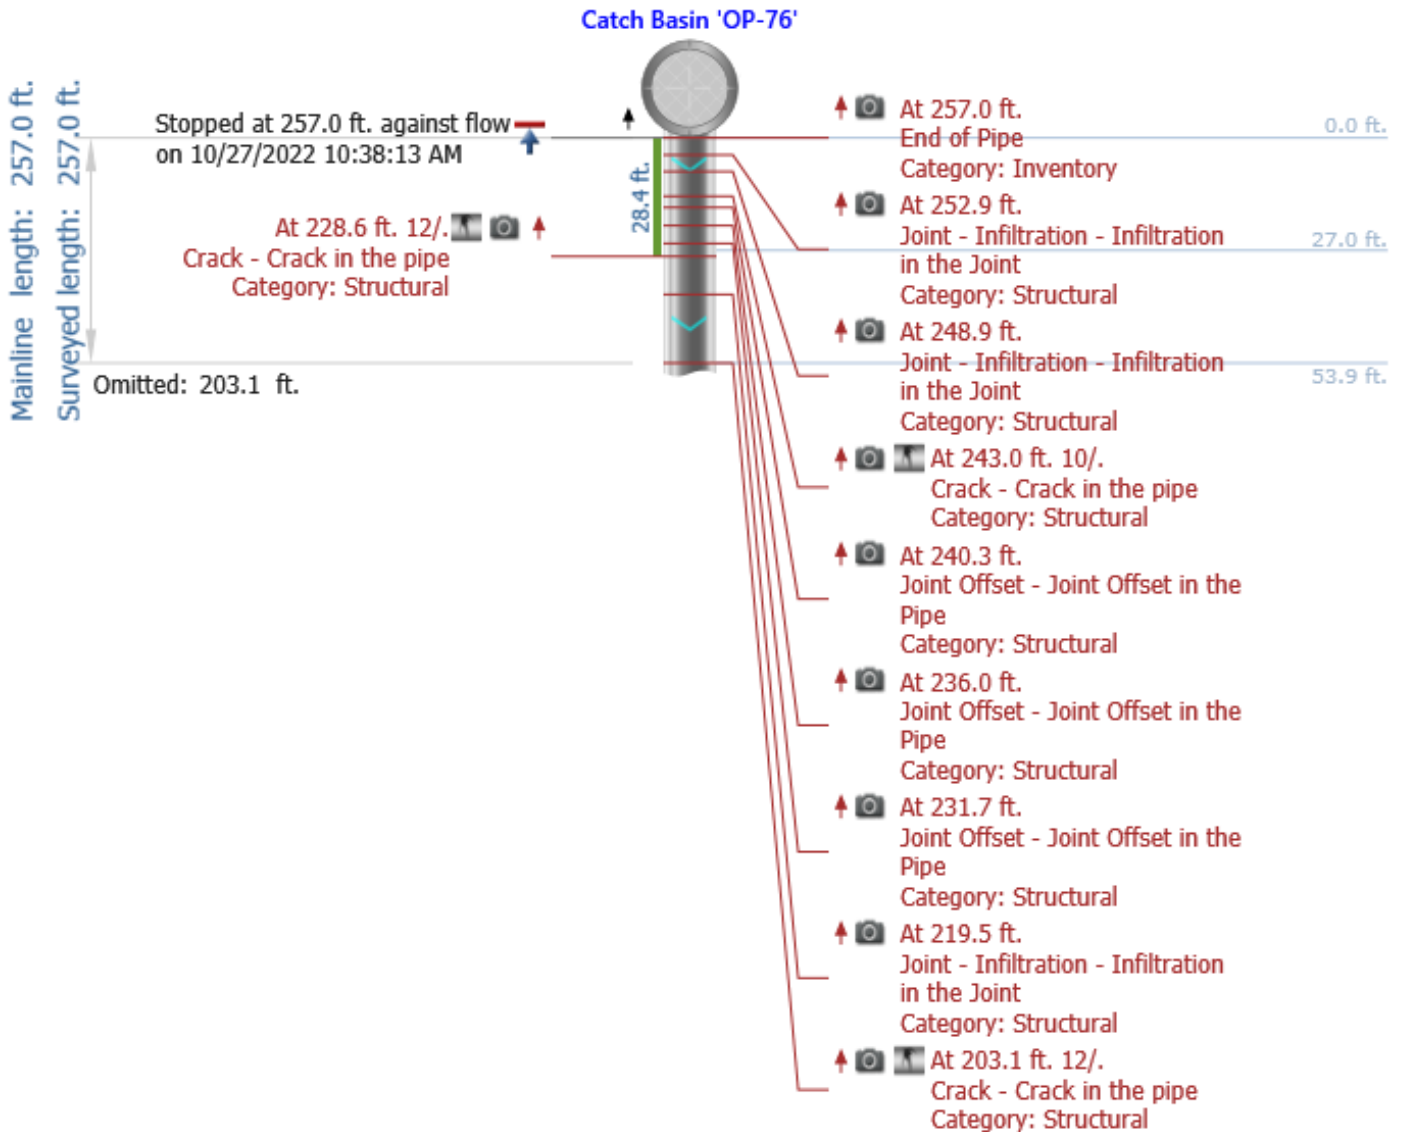 Catch Basin 'OP-76'
Mainline length: 257.0 ft.
Surveyed length: 257.0 ft.
Stopped at 257.0 ft. against flow
on 10/27/2022 10:38:13 AM
At 228.6 ft. 12/.
Crack - Crack in the pipe
Category: Structural
Omitted: 203.1 ft.
28.4 ft.
At 257.0 ft.
End of Pipe
Category: Inventory
At 252.9 ft.
Joint - Infiltration - Infiltration
in the Joint
Category: Structural
At 248.9 ft.
Joint - Infiltration - Infiltration
in the Joint
Category: Structural
At 243.0 ft. 10/.
Crack - Crack in the pipe
Category: Structural
At 240.3 ft.
Joint Offset - Joint Offset in the
Pipe
Category: Structural
At 236.0 ft.
Joint Offset - Joint Offset in the
Pipe
Category: Structural
At 231.7 ft.
Joint Offset - Joint Offset in the
Pipe
Category: Structural
At 219.5 ft.
Joint - Infiltration - Infiltration
in the Joint
Category: Structural
At 203.1 ft. 12/.
Crack - Crack in the pipe
Category: Structural
0.0 ft.
27.0 ft.
53.9 ft.